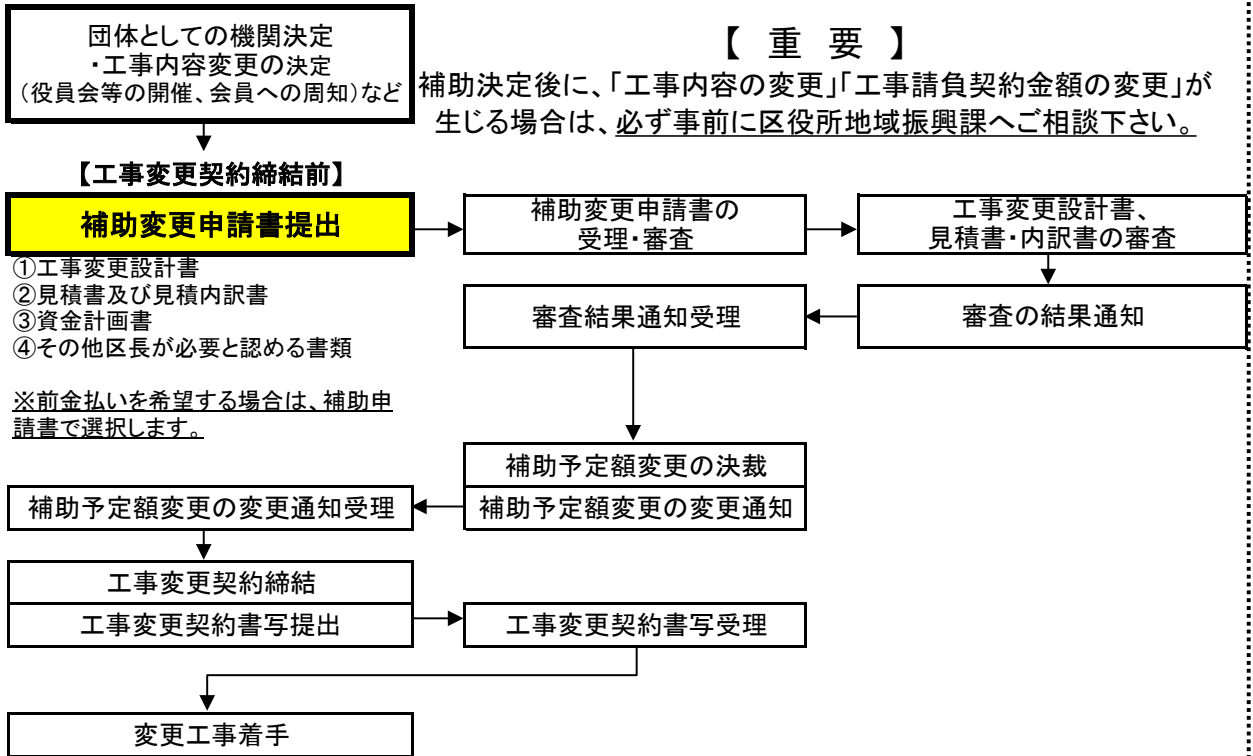 団体としての機関決定
・工事内容変更の決定
(役員会等の開催、会員への周知)など
【 重 要 】
補助決定後に、「工事内容の変更」「工事請負契約金額の変更」が
生じる場合は、必ず事前に区役所地域振興課へご相談下さい。
【工事変更契約締結前】
補助変更申請書提出
補助変更申請書の
受理・審査
工事変更設計書、
見積書・内訳書の審査
①工事変更設計書
②見積書及び見積内訳書
③資金計画書
④その他区長が必要と認める書類
審査結果通知受理
審査の結果通知
※前金払いを希望する場合は、補助申
請書で選択します。
補助予定額変更の決裁
補助予定額変更の変更通知受理
補助予定額変更の変更通知
工事変更契約締結
工事変更契約書写提出
工事変更契約書写受理
変更工事着手